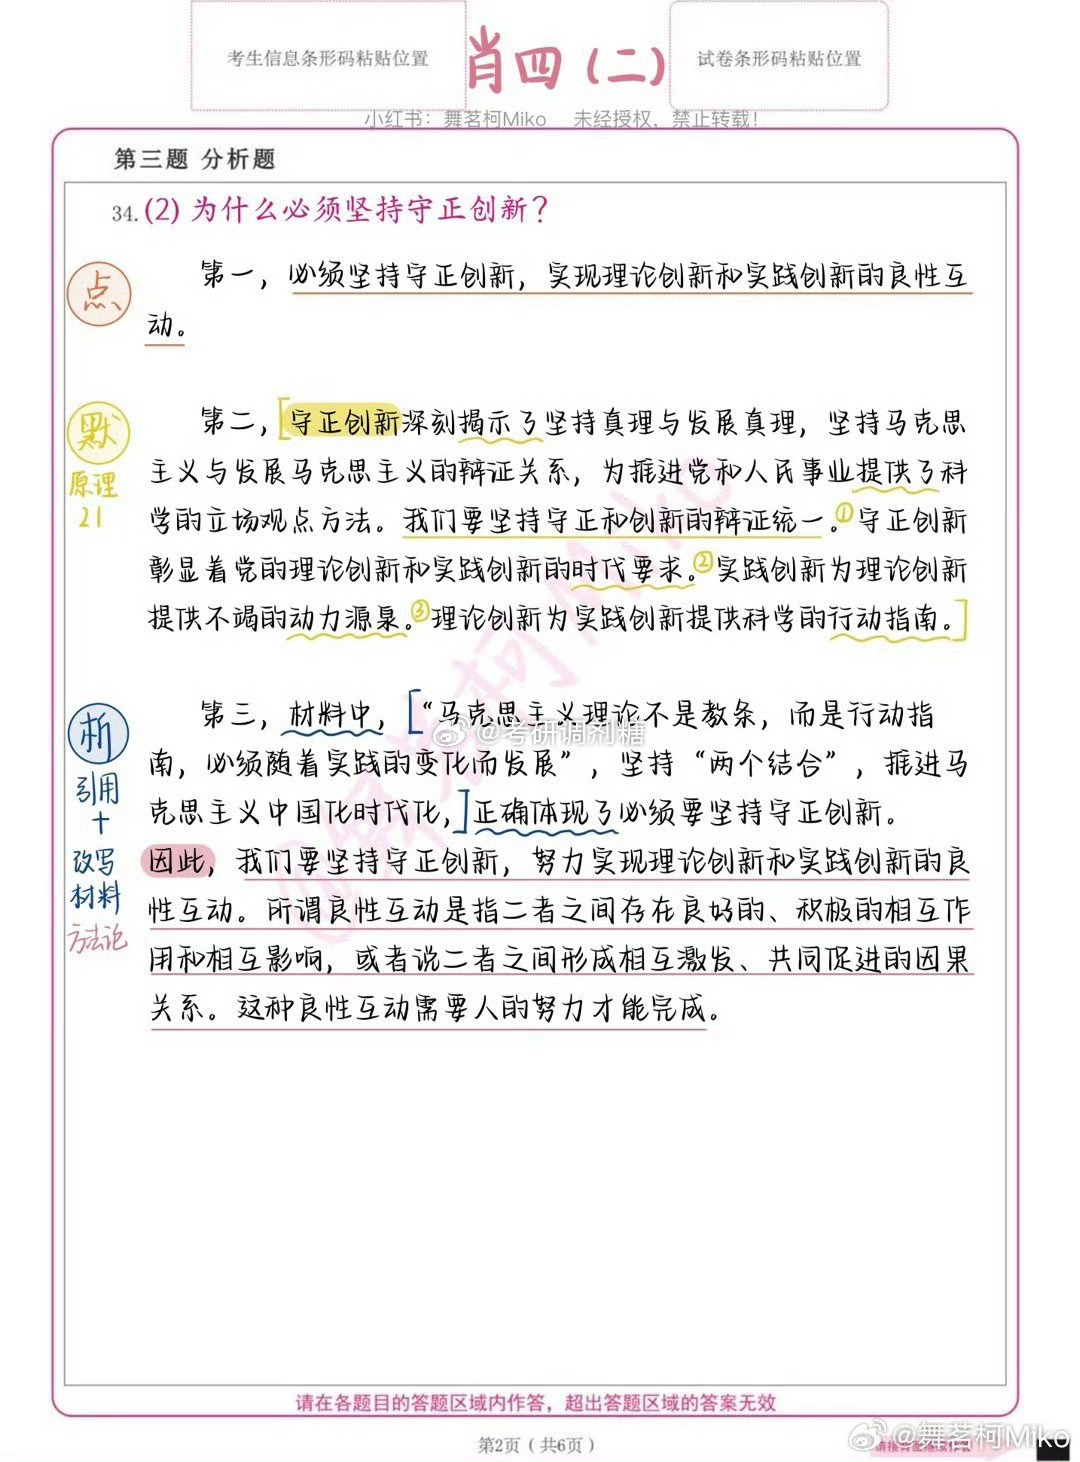 考生信息条形码粘贴位置
肖四（二）
试卷条形码粘贴位置
小红书：舞茗柯Miko 未经授权，禁止转载！
第三题 分析题
34.(2) 为什么必须坚持守正创新？
点
第一，必须坚持守正创新，实现理论创新和实践创新的良性互
动。
默
原理
21
第二，[守正创新深刻揭示了坚持真理与发展真理，坚持马克思
主义与发展马克思主义的辩证关系，为推进党和人民事业提供了科
学的立场观点方法。我们要坚持守正和创新的辩证统一。①守正创新
彰显着党的理论创新和实践创新的时代要求。②实践创新为理论创新
提供不竭的动力源泉。③理论创新为实践创新提供科学的行动指南。]
析
引用
+
改写
材料
方法论
第三，材料中，[“马克思主义理论不是教条，而是行动指
南，必须随着实践的变化而发展”，坚持“两个结合”，推进马
克思主义中国化时代化，]正确体现了必须要坚持守正创新。
因此，我们要坚持守正创新，努力实现理论创新和实践创新的良
性互动。所谓良性互动是指二者之间存在良好的、积极的相互作
用和相互影响，或者说二者之间形成相互激发、共同促进的因果
关系。这种良性互动需要人的努力才能完成。
@考研调剂糖
@舞茗柯Miko
请在各题目的答题区域内作答，超出答题区域的答案无效
第2页（共6页）
@舞茗柯Miko